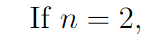 If n = 2,